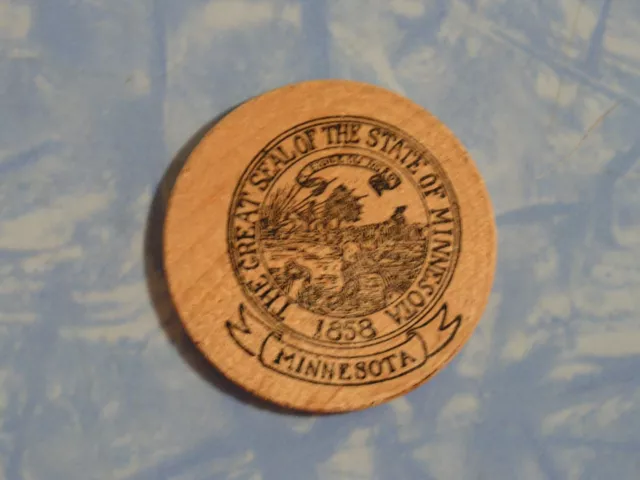 THE GREAT SEAL OF THE STATE OF MINNESOTA
1858
MINNESOTA